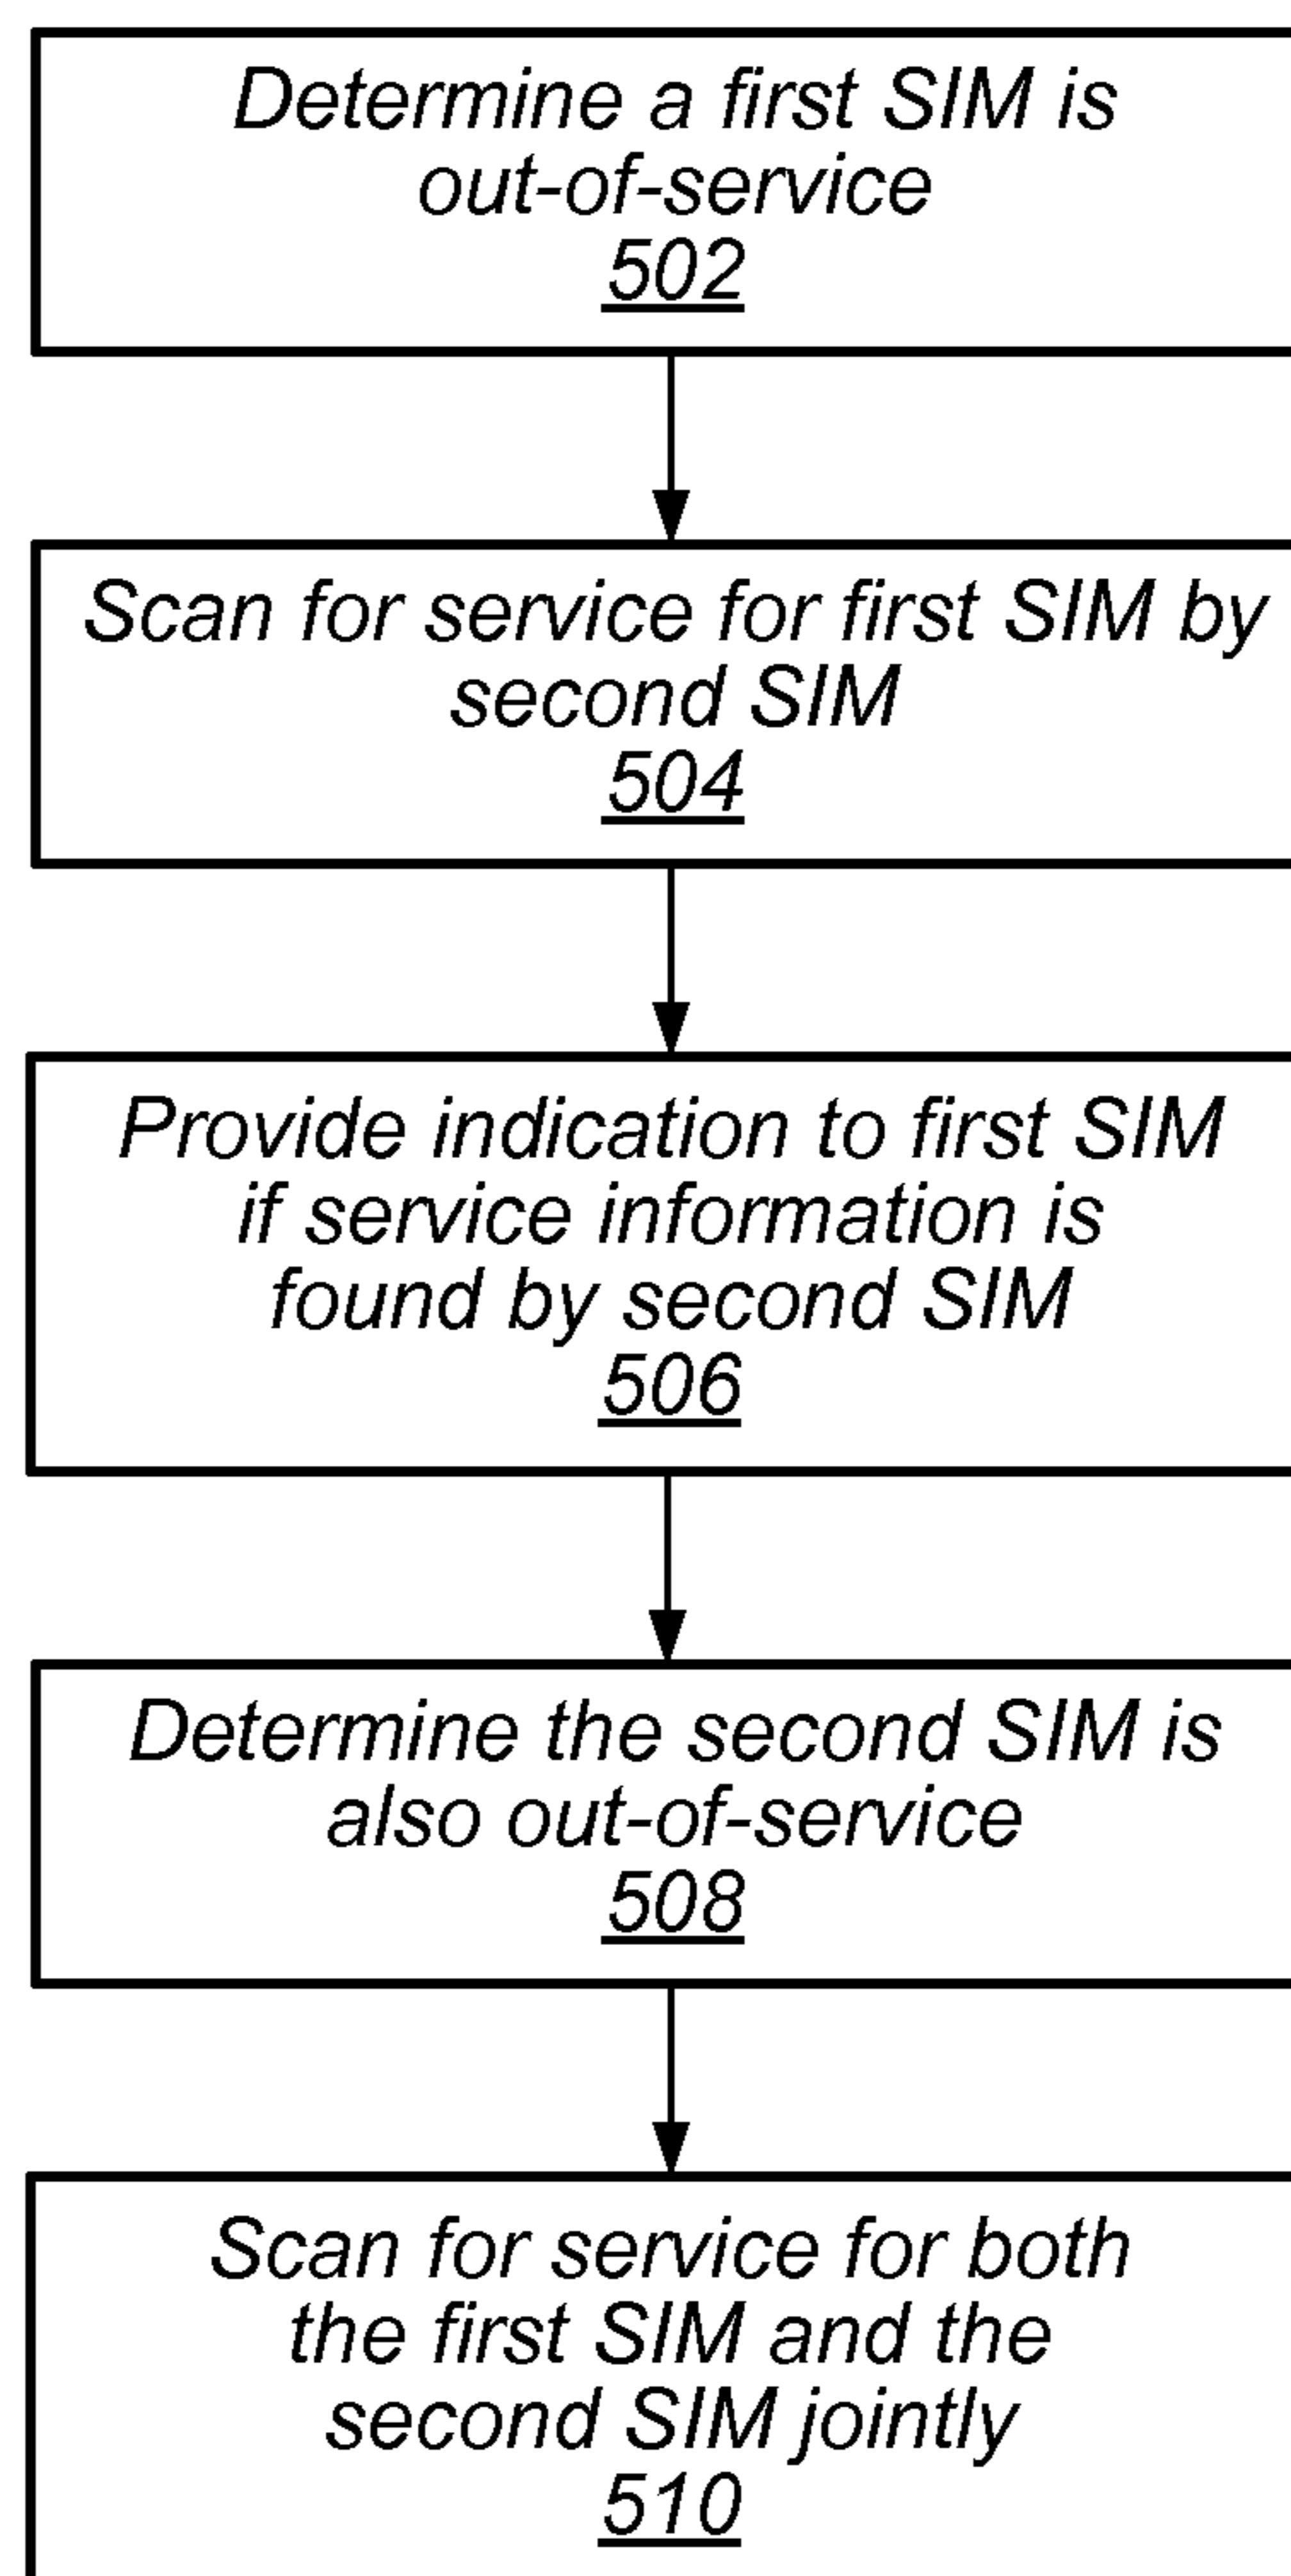 Determine a first SIM is
out-of-service
502
Scan for service for first SIM by
second SIM
504
Provide indication to first SIM
if service information is
found by second SIM
506
Determine the second SIM is
also out-of-service
508
Scan for service for both
the first SIM and the
second SIM jointly
510